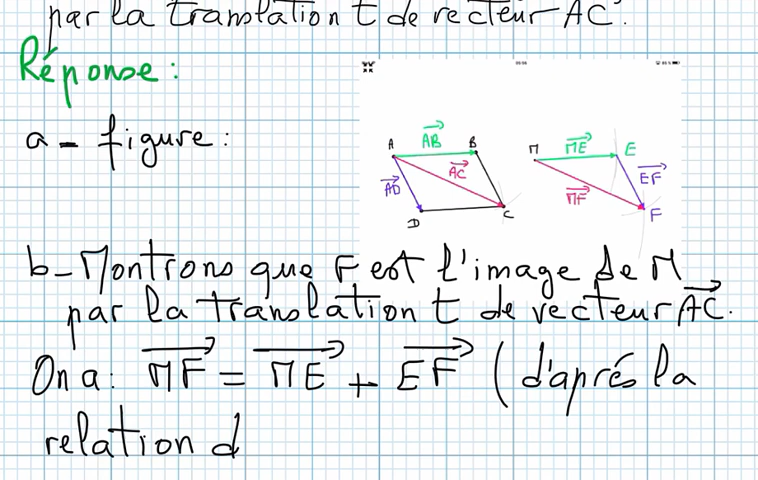 par la translation t de vecteur AC
Réponse :
a - figure :
A AB B M ME E
AD AC MF EF
D C F
b - Montrons que F est l'image de M
par la translation t de vecteur AC.
On a : MF = ME + EF (d'aprés la
relation d